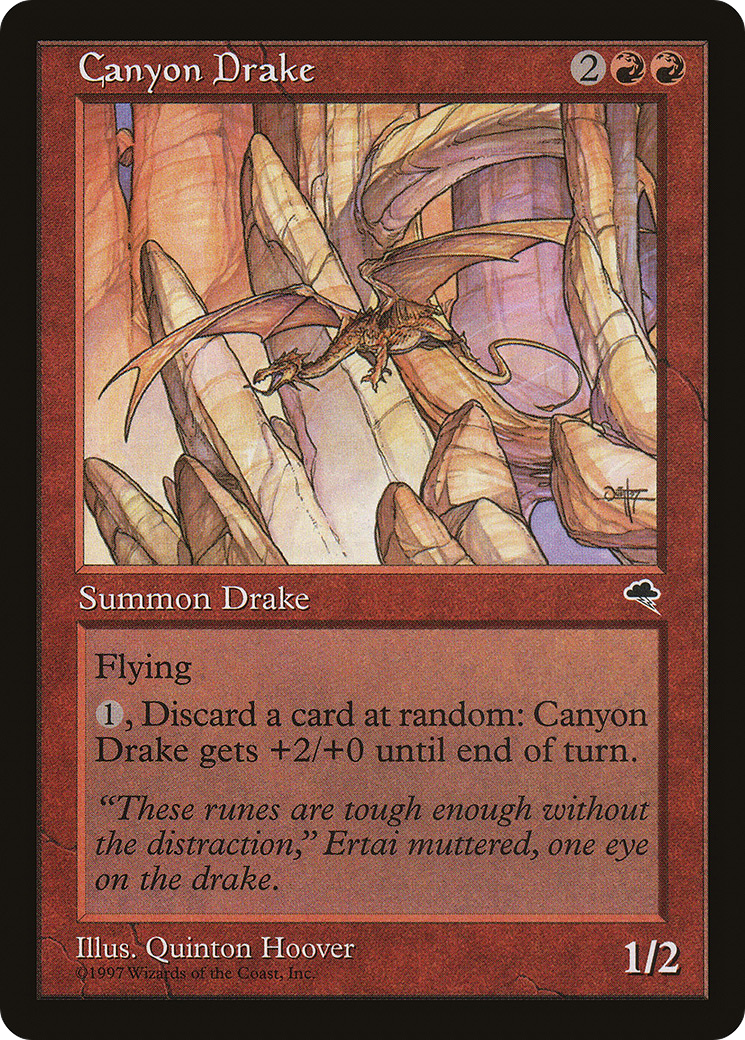 Canyon Drake 2
Summon Drake
Flying
1, Discard a card at random: Canyon
Drake gets +2/+0 until end of turn.
“These runes are tough enough without
the distraction,” Ertai muttered, one eye
on the drake.
Illus. Quinton Hoover
©1997 Wizards of the Coast, Inc.
1/2